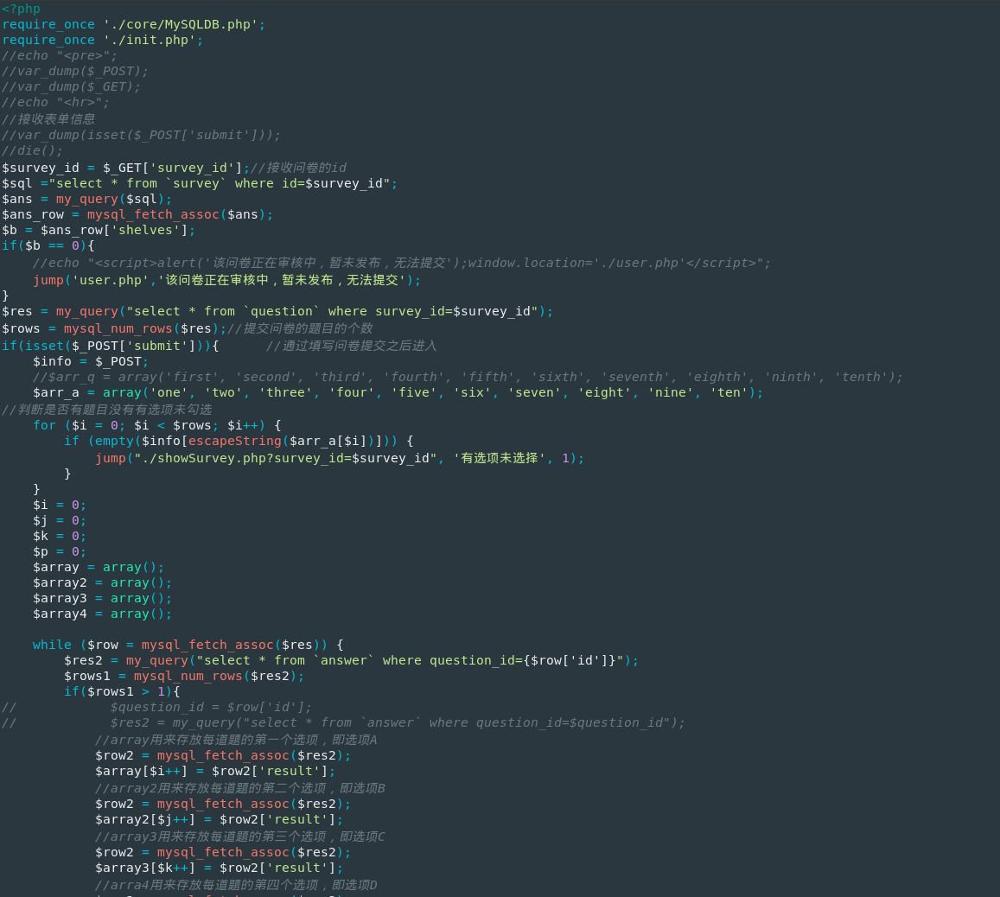 <?php
require_once './core/MySQLDB.php';
require_once './init.php';
//echo "<pre>";
//var_dump($_POST);
//var_dump($_GET);
//echo "<hr>";
//接收表单信息
//var_dump(isset($_POST['submit']));
//die();
$survey_id = $_GET['survey_id'];//接收问卷的id
$sql ="select * from `survey` where id=$survey_id";
$ans = my_query($sql);
$ans_row = mysql_fetch_assoc($ans);
$b = $ans_row['shelves'];
if($b == 0){
    //echo "<script>alert('该问卷正在审核中，暂未发布，无法提交');window.location='./user.php'</script>";
    jump('user.php','该问卷正在审核中，暂未发布，无法提交');
}
$res = my_query("select * from `question` where survey_id=$survey_id");
$rows = mysql_num_rows($res);//提交问卷的题目的个数
if(isset($_POST['submit'])){      //通过填写问卷提交之后进入
    $info = $_POST;
    //$arr_q = array('first', 'second', 'third', 'fourth', 'fifth', 'sixth', 'seventh', 'eighth', 'ninth', 'tenth');
    $arr_a = array('one', 'two', 'three', 'four', 'five', 'six', 'seven', 'eight', 'nine', 'ten');
//判断是否有题目没有有选项未勾选
    for ($i = 0; $i < $rows; $i++) {
        if (empty($info[escapeString($arr_a[$i])])) {
            jump("./showSurvey.php?survey_id=$survey_id", '有选项未选择', 1);
        }
    }
    $i = 0;
    $j = 0;
    $k = 0;
    $p = 0;
    $array = array();
    $array2 = array();
    $array3 = array();
    $array4 = array();

    while ($row = mysql_fetch_assoc($res)) {
        $res2 = my_query("select * from `answer` where question_id={$row['id']}");
        $rows1 = mysql_num_rows($res2);
        if($rows1 > 1){
//            $question_id = $row['id'];
//            $res2 = my_query("select * from `answer` where question_id=$question_id");
            //array用来存放每道题的第一个选项，即选项A
            $row2 = mysql_fetch_assoc($res2);
            $array[$i++] = $row2['result'];
            //array2用来存放每道题的第二个选项，即选项B
            $row2 = mysql_fetch_assoc($res2);
            $array2[$j++] = $row2['result'];
            //array3用来存放每道题的第三个选项，即选项C
            $row2 = mysql_fetch_assoc($res2);
            $array3[$k++] = $row2['result'];
            //arra4用来存放每道题的第四个选项，即选项D